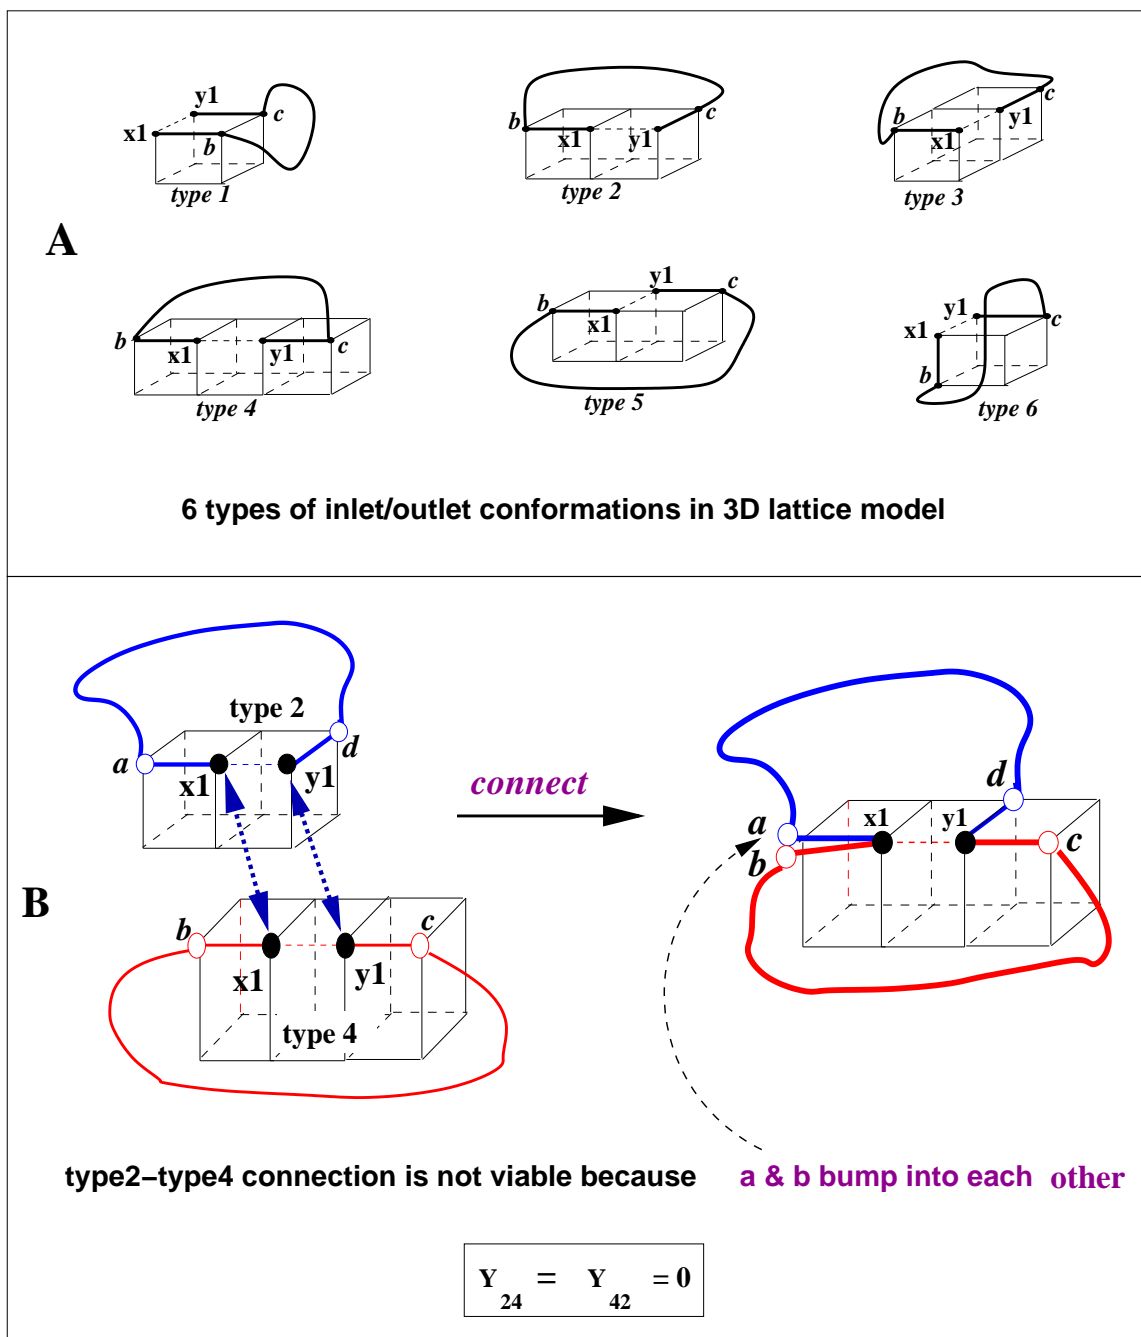 y1
c
x1
b
type 1
b
x1
y1
c
type 2
b
x1
y1
c
type 3
A
b
x1
y1
c
type 4
b
x1
y1
c
type 5
y1
x1
c
b
type 6
6 types of inlet/outlet conformations in 3D lattice model
type 2
a
d
x1
y1
connect
B
b
c
x1
y1
type 4
d
a
x1
y1
c
b
type2–type4 connection is not viable because a & b bump into each other
Y24 = Y42 = 0